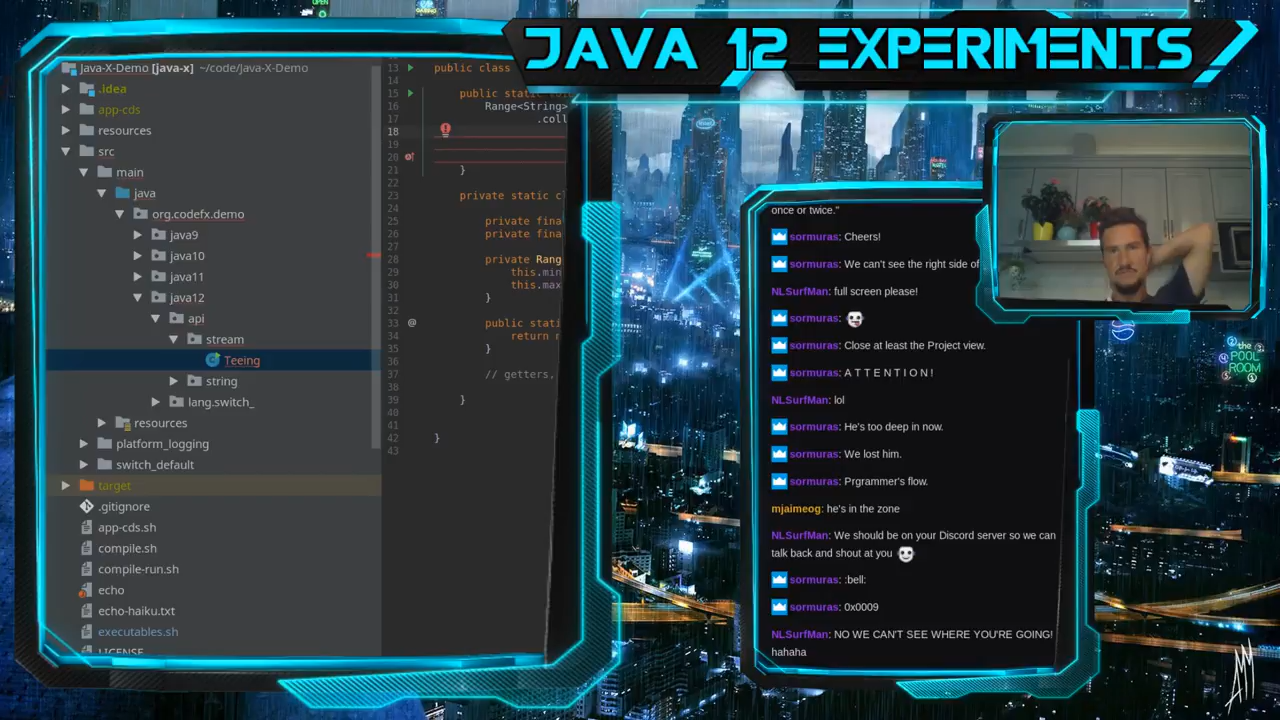 JAVA 12 EXPERIMENTS
Java-X-Demo [java-x] ~/code/Java-X-Demo
.idea
app-cds
resources
src
main
java
org.codefx.demo
java9
java10
java11
java12
api
stream
Teeing
string
lang.switch_
resources
platform_logging
switch_default
target
.gitignore
app-cds.sh
compile.sh
compile-run.sh
echo
echo-haiku.txt
executables.sh
LICENSE
13 public class
15 public static void
16 Range<String>
17 .coll
18
19
20
21 }
22
23 private static cl
24
25 private fina
26 private fina
27
28 private Rang
29 this.min
30 this.max
31 }
32
33 @ public stati
34 return n
35 }
36
37 // getters,
38
39 }
40
41
42 }
43
once or twice."
sormuras: Cheers!
sormuras: We can't see the right side of
NLSurfMan: full screen please!
sormuras:
sormuras: Close at least the Project view.
sormuras: A T T E N T I O N !
NLSurfMan: lol
sormuras: He's too deep in now.
sormuras: We lost him.
sormuras: Prgrammer's flow.
mjaimeog: he's in the zone
NLSurfMan: We should be on your Discord server so we can
talk back and shout at you
sormuras: :bell:
sormuras: 0x0009
NLSurfMan: NO WE CAN'T SEE WHERE YOU'RE GOING!
hahaha
OPEN
the
POOL
ROOM